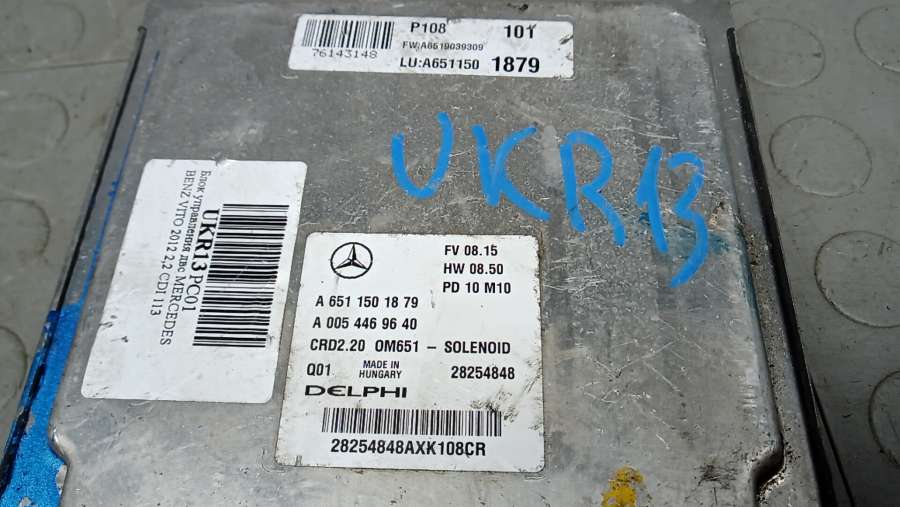 P108 101
FW:A6519039309
76143148
LU:A651150 1879
UKR13
Блок управления двс MERCEDES
BENZ VITO 2012 2,2 CDI 113
UKR13PC01
FV 08.15
HW 08.50
PD 10 M10
A 651 150 18 79
A 005 446 96 40
CRD2.20 OM651 - SOLENOID
Q01 MADE IN HUNGARY 28254848
DELPHI
28254848AXK108CR